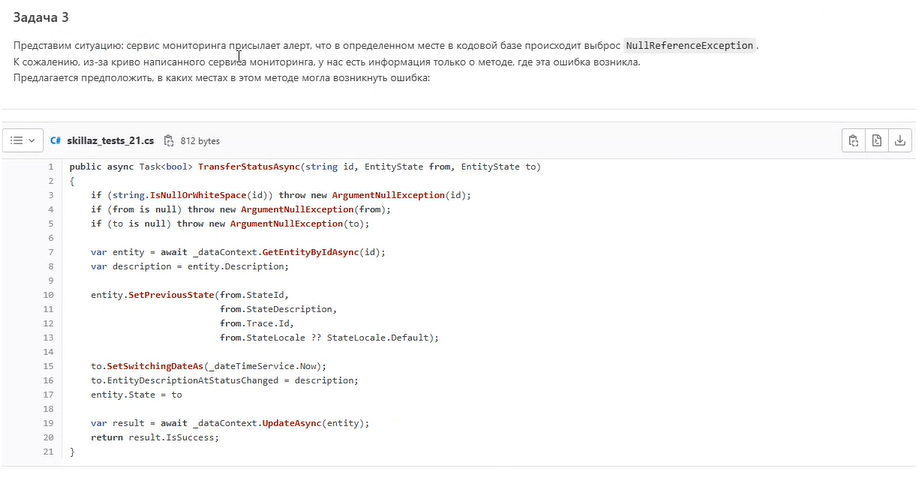 Задача 3
Представим ситуацию: сервис мониторинга присылает алерт, что в определенном месте в кодовой базе происходит выброс NullReferenceException.
К сожалению, из-за криво написанного сервиса мониторинга, у нас есть информация только о методе, где эта ошибка возникла.
Предлагается предположить, в каких местах в этом методе могла возникнуть ошибка:
C# skillaz_tests_21.cs 812 bytes
1 public async Task<bool> TransferStatusAsync(string id, EntityState from, EntityState to)
2 {
3 if (string.IsNullOrWhiteSpace(id)) throw new ArgumentNullException(id);
4 if (from is null) throw new ArgumentNullException(from);
5 if (to is null) throw new ArgumentNullException(to);
6
7 var entity = await _dataContext.GetEntityByIdAsync(id);
8 var description = entity.Description;
9
10 entity.SetPreviousState(from.StateId,
11 from.StateDescription,
12 from.Trace.Id,
13 from.StateLocale ?? StateLocale.Default);
14
15 to.SetSwitchingDateAs(_dateTimeService.Now);
16 to.EntityDescriptionAtStatusChanged = description;
17 entity.State = to
18
19 var result = await _dataContext.UpdateAsync(entity);
20 return result.IsSuccess;
21 }